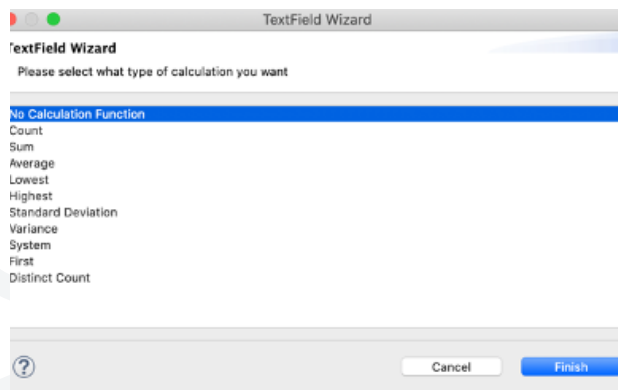 TextField Wizard
TextField Wizard
Please select what type of calculation you want
No Calculation Function
Count
Sum
Average
Lowest
Highest
Standard Deviation
Variance
System
First
Distinct Count
?
Cancel
Finish